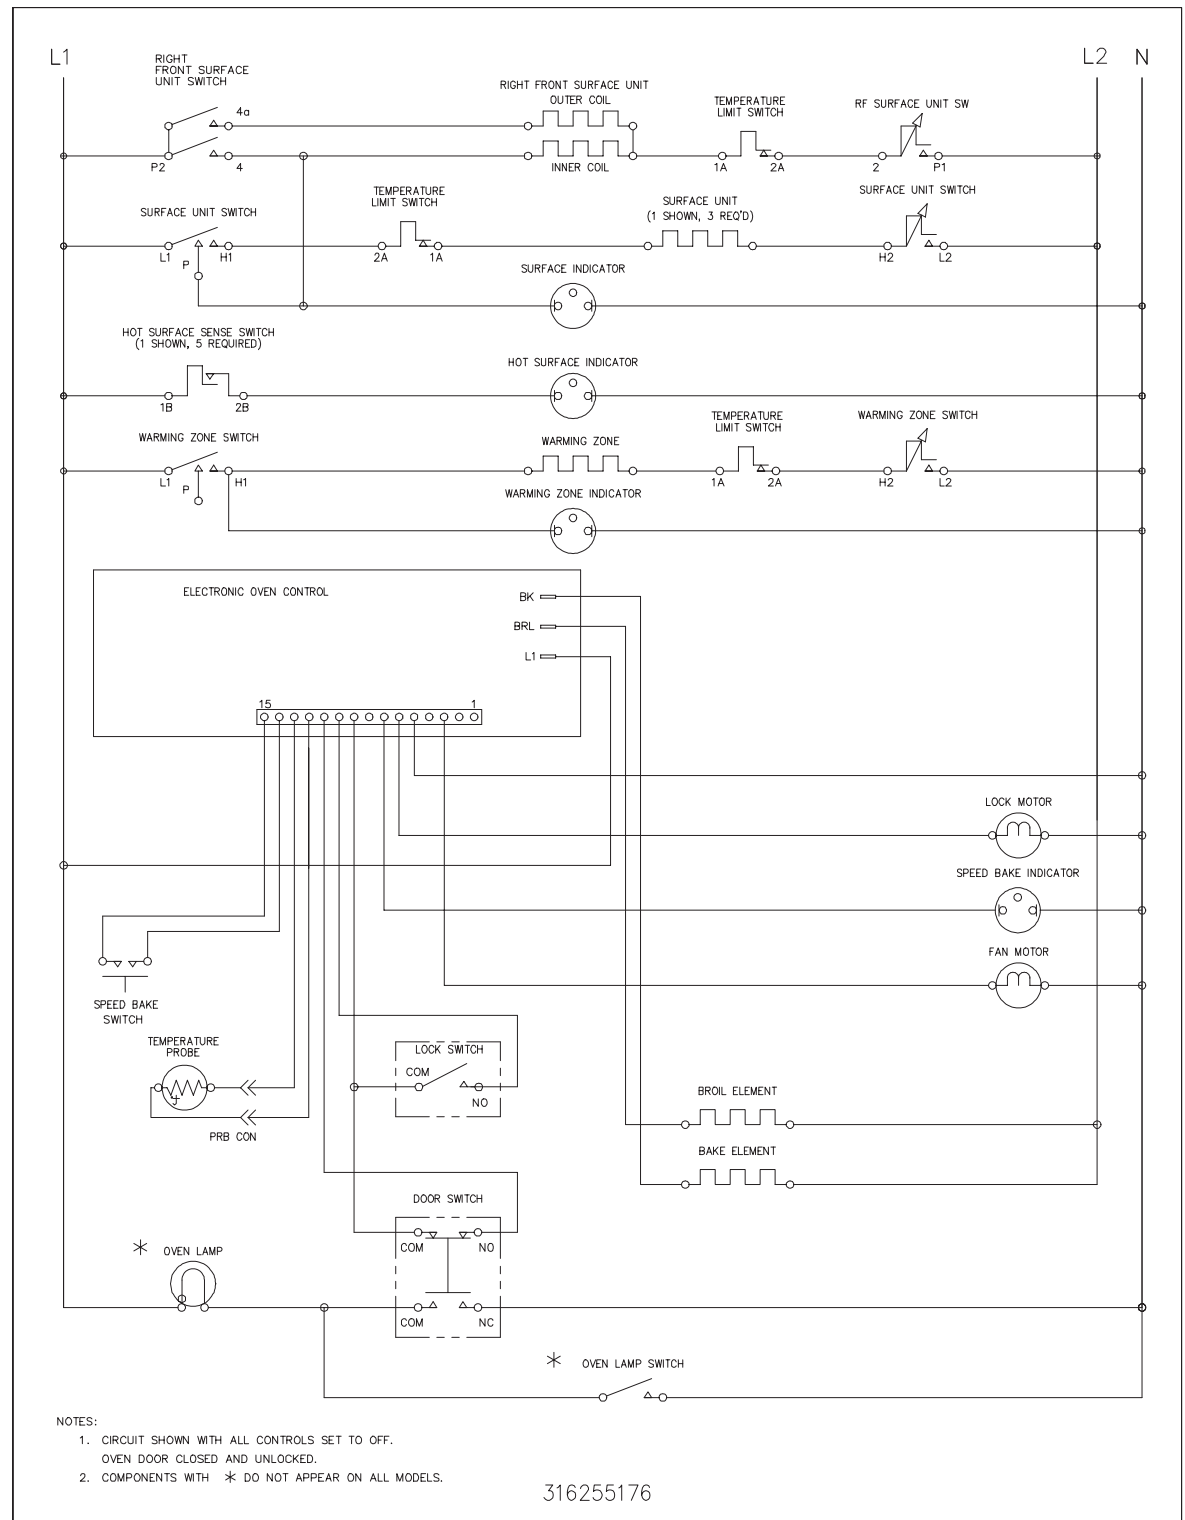 L1
L2
N
RIGHT
FRONT SURFACE
UNIT SWITCH
4a
P2
4
RIGHT FRONT SURFACE UNIT
OUTER COIL
INNER COIL
TEMPERATURE
LIMIT SWITCH
1A
2A
RF SURFACE UNIT SW
2
P1
SURFACE UNIT SWITCH
L1
H1
P
TEMPERATURE
LIMIT SWITCH
2A
1A
SURFACE UNIT
(1 SHOWN, 3 REQ'D)
SURFACE UNIT SWITCH
H2
L2
SURFACE INDICATOR
HOT SURFACE SENSE SWITCH
(1 SHOWN, 5 REQUIRED)
1B
2B
HOT SURFACE INDICATOR
WARMING ZONE SWITCH
L1
H1
P
WARMING ZONE
TEMPERATURE
LIMIT SWITCH
1A
2A
WARMING ZONE SWITCH
H2
L2
WARMING ZONE INDICATOR
ELECTRONIC OVEN CONTROL
BK
BRL
L1
15
1
LOCK MOTOR
SPEED BAKE INDICATOR
FAN MOTOR
SPEED BAKE
SWITCH
TEMPERATURE
PROBE
PRB CON
LOCK SWITCH
COM
NO
BROIL ELEMENT
BAKE ELEMENT
DOOR SWITCH
COM
NO
COM
NC
* OVEN LAMP
* OVEN LAMP SWITCH
NOTES:
1. CIRCUIT SHOWN WITH ALL CONTROLS SET TO OFF.
OVEN DOOR CLOSED AND UNLOCKED.
2. COMPONENTS WITH * DO NOT APPEAR ON ALL MODELS.
316255176